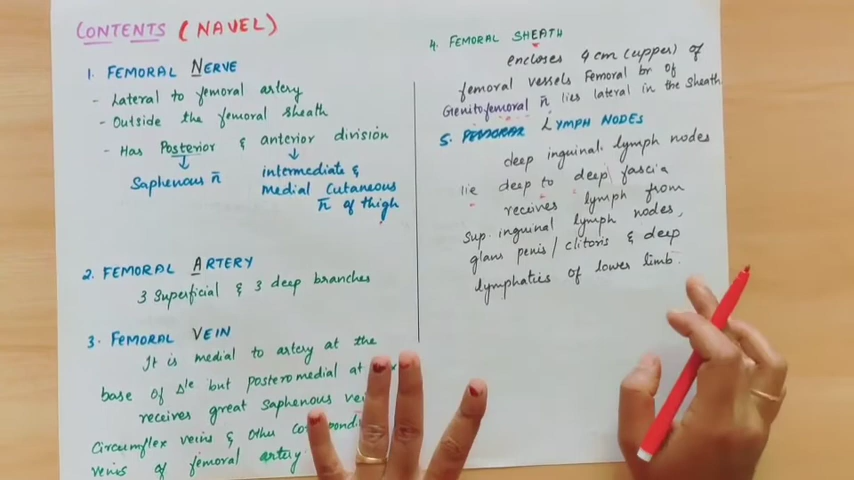 CONTENTS (NAVEL)
1. FEMORAL NERVE
- Lateral to femoral artery
- Outside the femoral sheath
- Has Posterior & anterior division
↓ ↓
Saphenous n̄
intermediate &
Medial Cutaneous
n̄ of thigh
2. FEMORAL ARTERY
3 Superficial & 3 deep branches
3. FEMORAL VEIN
It is medial to artery at the
base of Δle but posteromedial at
receives great saphenous
Circumflex veins & other
veins of femoral artery.
4. FEMORAL SHEATH
encloses 4 cm (upper) of
femoral vessels Femoral br of
Genitofemoral n̄ lies lateral in the Sheath
5. FEMORAL LYMPH NODES
deep inguinal lymph nodes
lie deep to deep fascia
receives lymph from
Sup. inguinal lymph nodes,
glans penis/clitoris & deep
lymphatics of lower limb.